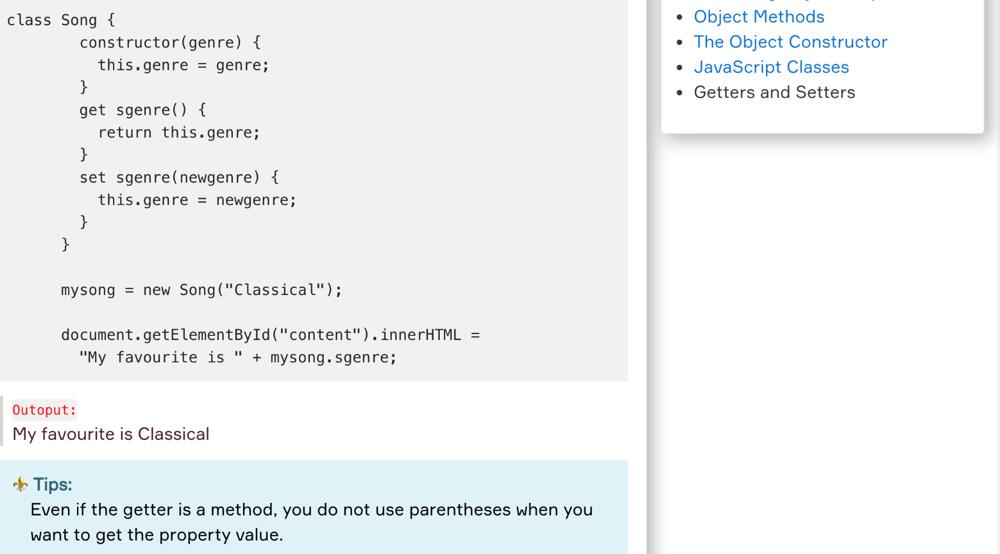 class Song {
constructor(genre) {
this.genre = genre;
}
get sgenre() {
return this.genre;
}
set sgenre(newgenre) {
this.genre = newgenre;
}
}
mysong = new Song("Classical");
document.getElementById("content").innerHTML =
"My favourite is " + mysong.sgenre;
Outoput:
My favourite is Classical
⚜ Tips:
Even if the getter is a method, you do not use parentheses when you
want to get the property value.
• Object Methods
• The Object Constructor
• JavaScript Classes
• Getters and Setters